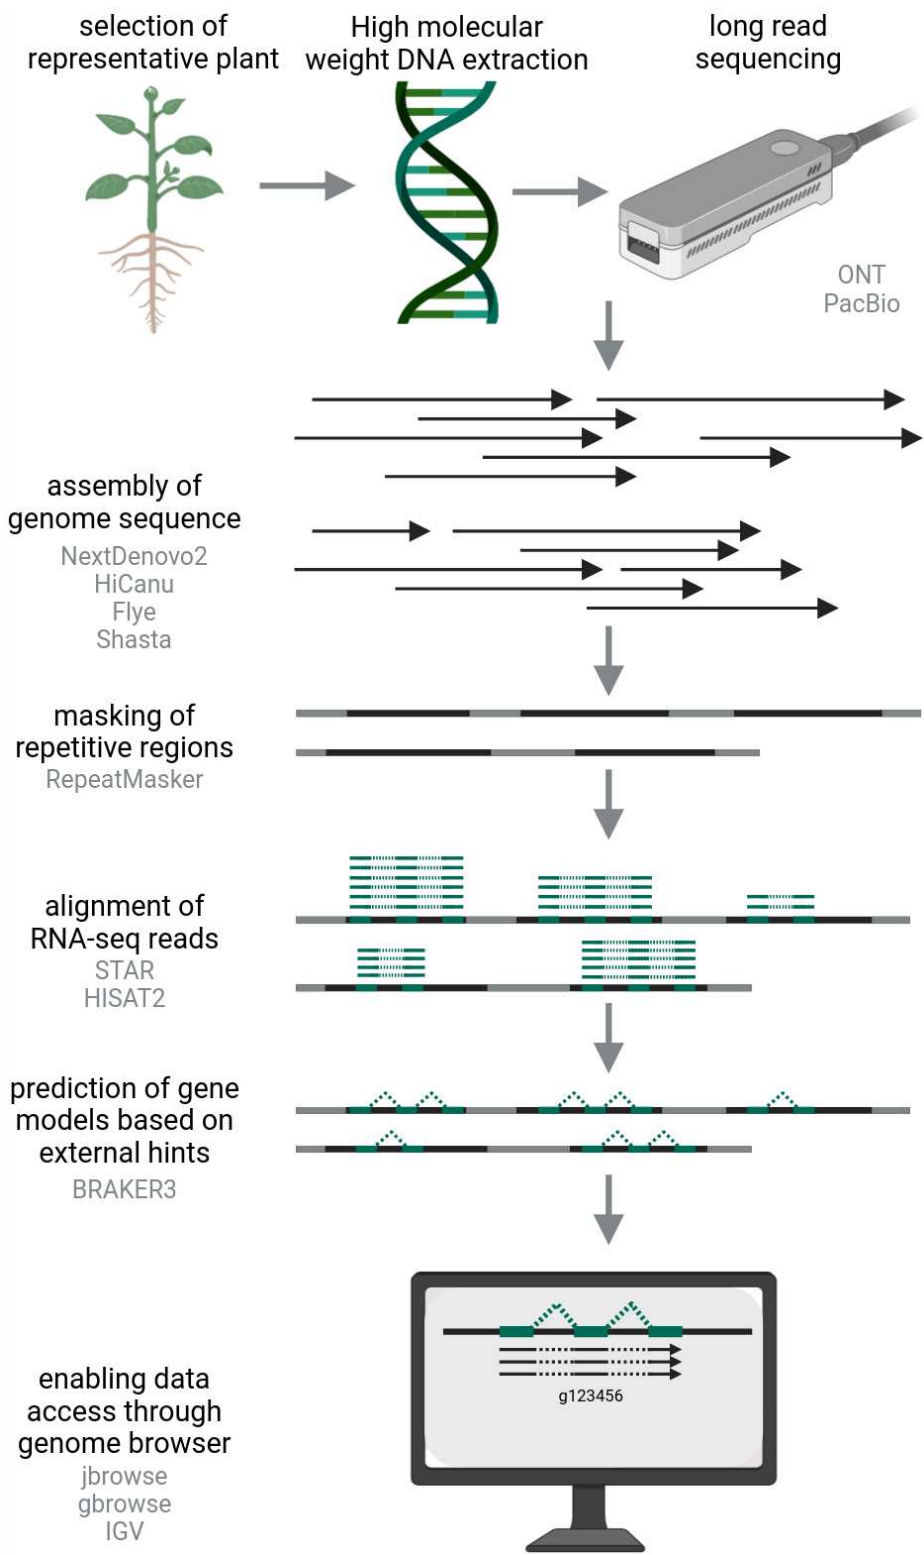 selection of
representative plant
High molecular
weight DNA extraction
long read
sequencing
ONT
PacBio
assembly of
genome sequence
NextDenovo2
HiCanu
Flye
Shasta
masking of
repetitive regions
RepeatMasker
alignment of
RNA-seq reads
STAR
HISAT2
prediction of gene
models based on
external hints
BRAKER3
enabling data
access through
genome browser
jbrowse
gbrowse
IGV
g123456